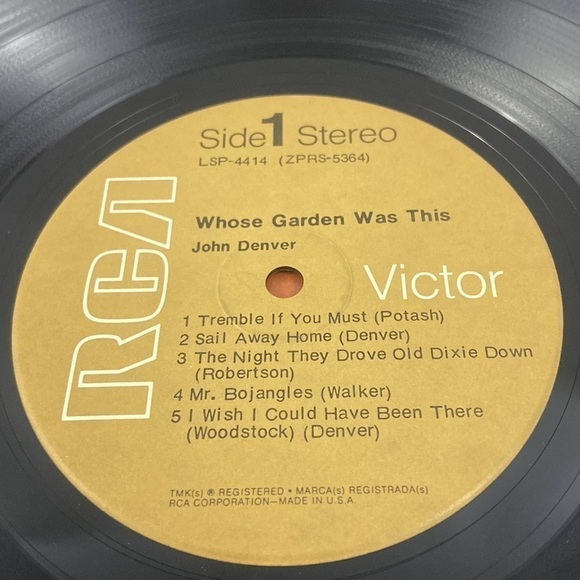 Side 1 Stereo
LSP-4414 (ZPRS-5364)
RCA
Whose Garden Was This
John Denver
Victor
1 Tremble If You Must (Potash)
2 Sail Away Home (Denver)
3 The Night They Drove Old Dixie Down
(Robertson)
4 Mr. Bojangles (Walker)
5 I Wish I Could Have Been There
(Woodstock) (Denver)
TMK(s) ® REGISTERED • MARCA(s) REGISTRADA(s)
RCA CORPORATION—MADE IN U.S.A.